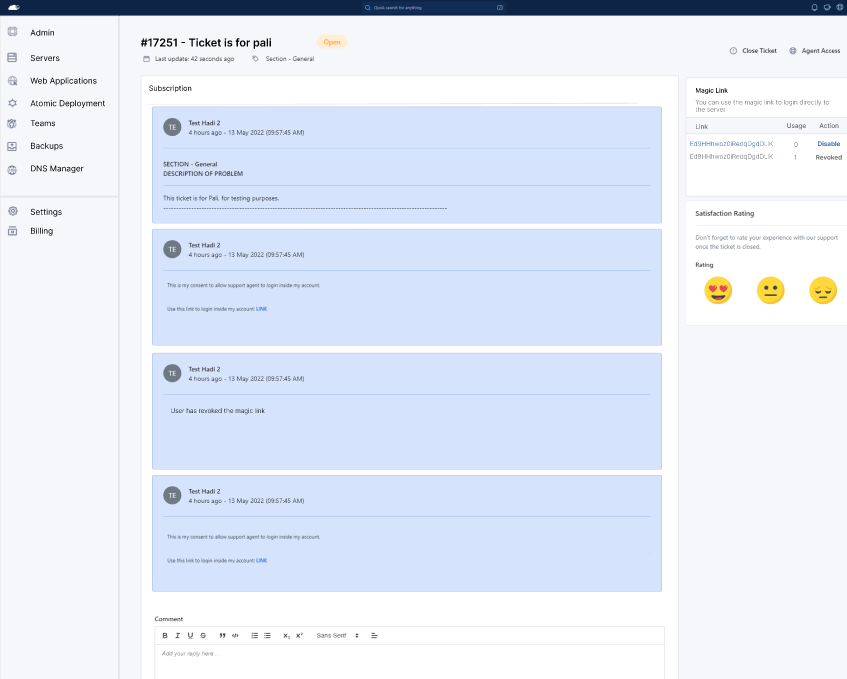 Quick search for anything
Admin
Servers
Web Applications
Atomic Deployment
Teams
Backups
DNS Manager
Settings
Billing
#17251 - Ticket is for pali
Open
Last update: 42 seconds ago
Section - General
Close Ticket
Agent Access
Subscription
TE
Test Hadi 2
4 hours ago - 13 May 2022 (09:57:45 AM)
SECTION - General
DESCRIPTION OF PROBLEM
This ticket is for Pali, for testing purposes.
TE
Test Hadi 2
4 hours ago - 13 May 2022 (09:57:45 AM)
This is my consent to allow support agent to login inside my account.
Use this link to login inside my account LINK
TE
Test Hadi 2
4 hours ago - 13 May 2022 (09:57:45 AM)
User has revoked the magic link
TE
Test Hadi 2
4 hours ago - 13 May 2022 (09:57:45 AM)
This is my consent to allow support agent to login inside my account.
Use this link to login inside my account LINK
Comment
Sans Serif
Add your reply here...
Magic Link
You can use the magic link to login directly to
the server
Link Usage Action
0 Disable
1 Revoked
Satisfaction Rating
Don't forget to rate your experience with our support
once the ticket is closed.
Rating